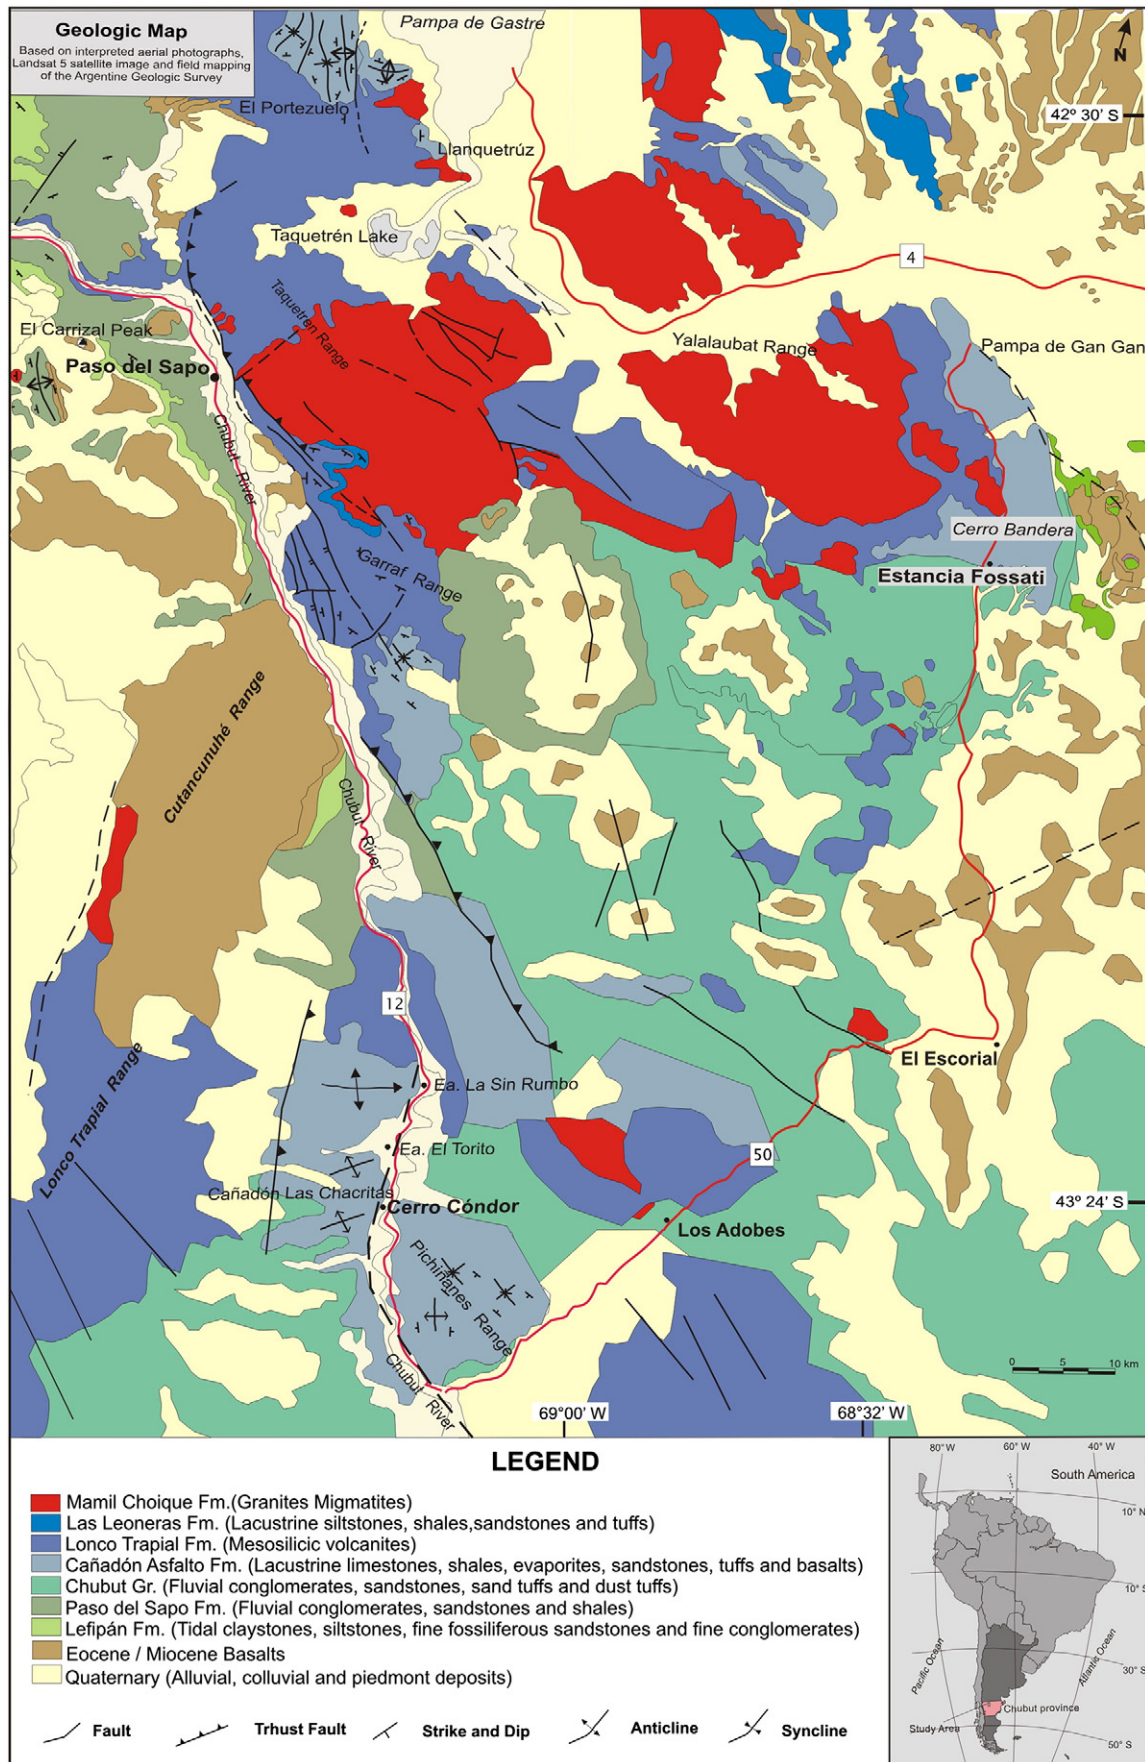 Geologic Map
Based on interpreted aerial photographs,
Landsat 5 satellite image and field mapping
of the Argentine Geologic Survey
Pampa de Gastre
N
42º 30' S
El Portezuelo
Llanquetrúz
Taquetrén Lake
4
Taquetrén Range
El Carrizal Peak
Paso del Sapo
Yalalaubat Range
Pampa de Gan Gan
Chubut River
Cerro Bandera
Estancia Fossati
Garraf Range
Cutancunuhé Range
Chubut River
12
El Escorial
Ea. La Sin Rumbo
Lonco Trapial Range
Ea. El Torito
50
Cañadón Las Chacritas
Cerro Cóndor
43º 24' S
Los Adobes
Pichiñanes Range
0 5 10 km
Chubut River
69°00' W
68°32' W
LEGEND
Mamil Choique Fm.(Granites Migmatites)
Las Leoneras Fm. (Lacustrine siltstones, shales,sandstones and tuffs)
Lonco Trapial Fm. (Mesosilicic volcanites)
Cañadón Asfalto Fm. (Lacustrine limestones, shales, evaporites, sandstones, tuffs and basalts)
Chubut Gr. (Fluvial conglomerates, sandstones, sand tuffs and dust tuffs)
Paso del Sapo Fm. (Fluvial conglomerates, sandstones and shales)
Lefipán Fm. (Tidal claystones, siltstones, fine fossiliferous sandstones and fine conglomerates)
Eocene / Miocene Basalts
Quaternary (Alluvial, colluvial and piedmont deposits)
Fault
Trhust Fault
Strike and Dip
Anticline
Syncline
80° W
60° W
40° W
South America
10° N
10° S
30° S
50° S
Pacific Ocean
Atlantic Ocean
Chubut province
Study Area